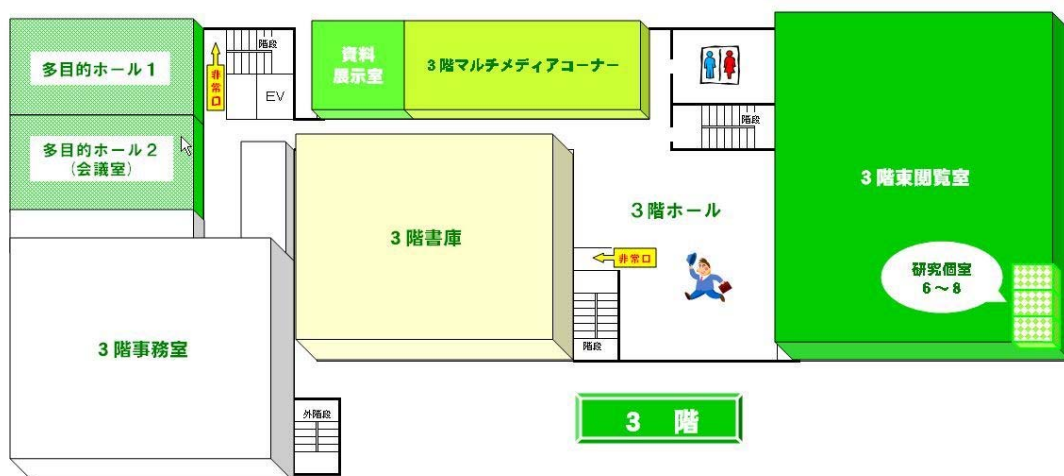 多目的ホール1
非常口
階段
EV
資料
展示室
3階マルチメディアコーナー
階段
多目的ホール2
(会議室)
3階東閲覧室
3階ホール
3階書庫
非常口
研究個室
6～8
3階事務室
階段
外階段
3 階